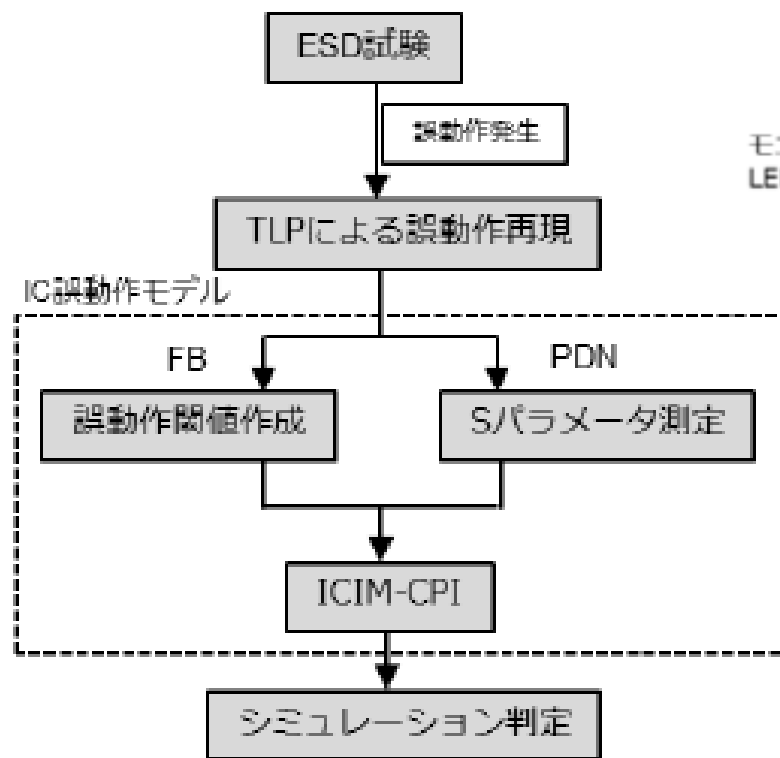 ESD試験
誤動作発生
TLPによる誤動作再現
IC誤動作モデル
FB
PDN
誤動作閾値作成
Sパラメータ測定
ICIM-CPI
シミュレーション判定
モ
LE